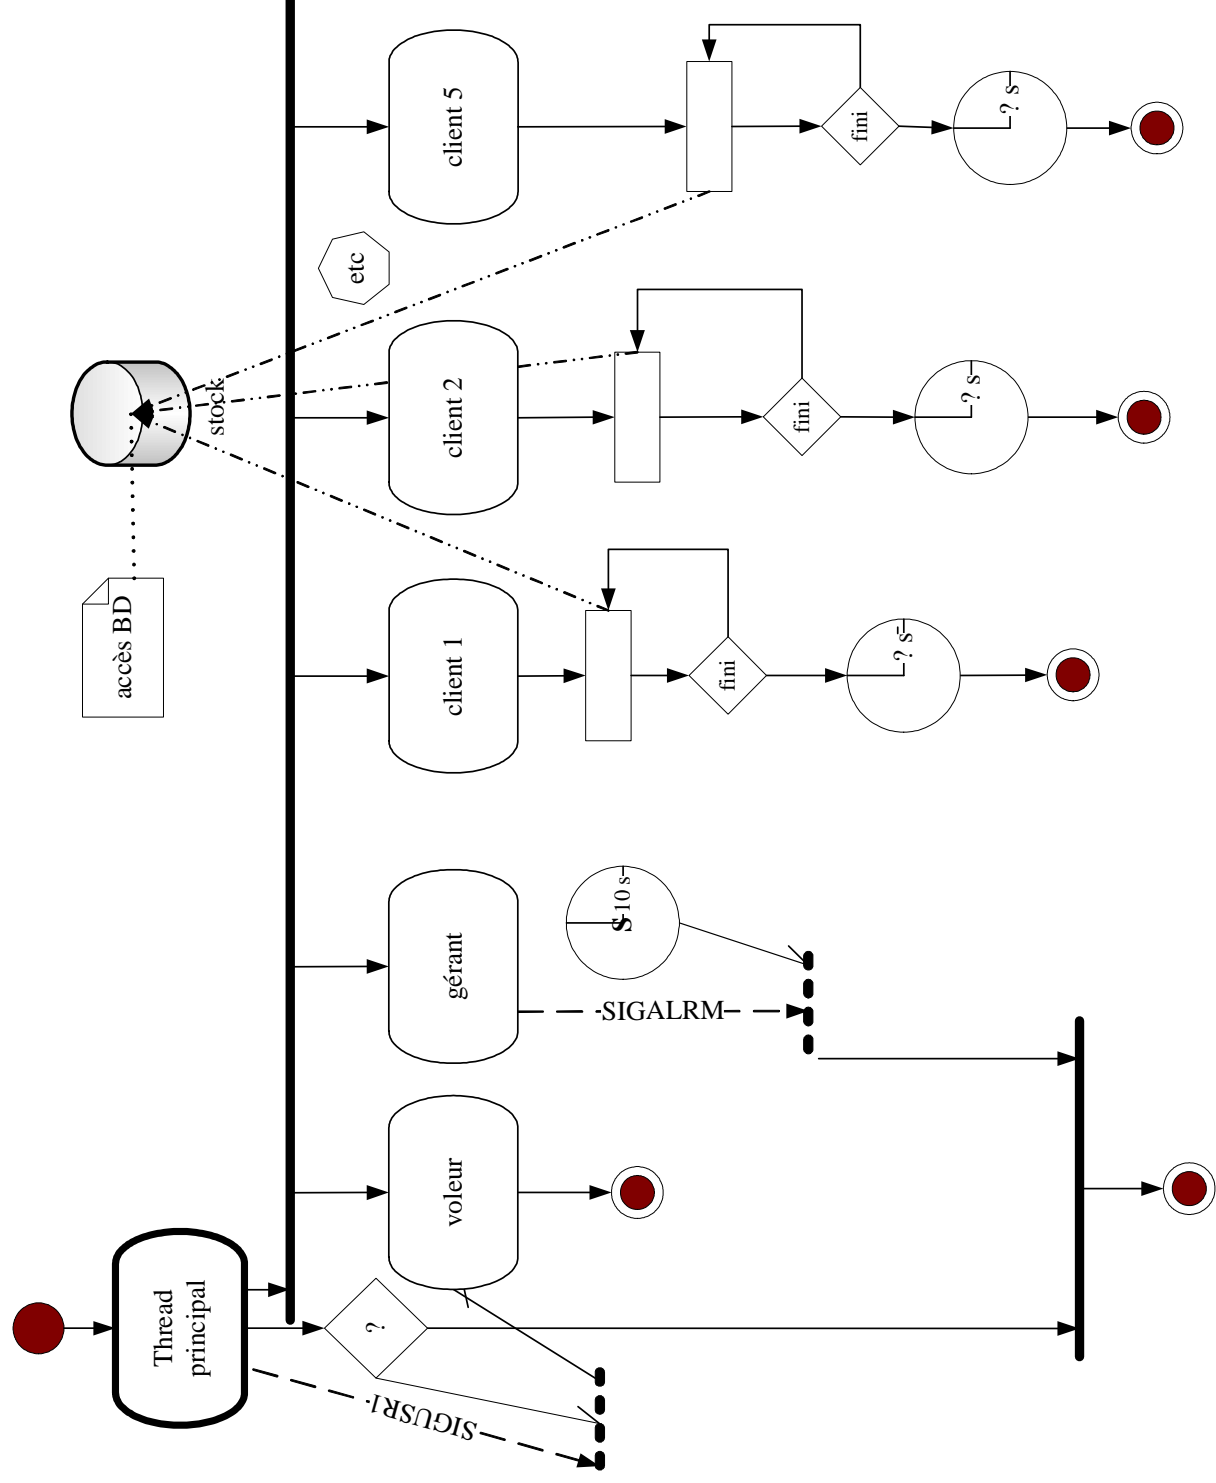 Thread
principal
?
SIGUSR1
voleur
gérant
SIGALRM
S 10 s
accès BD
stock
client 1
fini
? s
client 2
fini
? s
etc
client 5
fini
? s